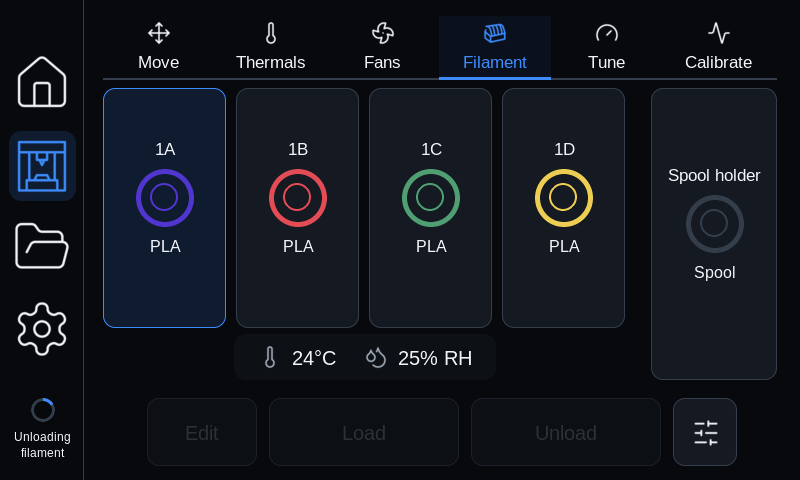 Move
Thermals
Fans
Filament
Tune
Calibrate
1A
PLA
1B
PLA
1C
PLA
1D
PLA
Spool holder
Spool
24°C
25% RH
Edit
Load
Unload
Unloading
filament